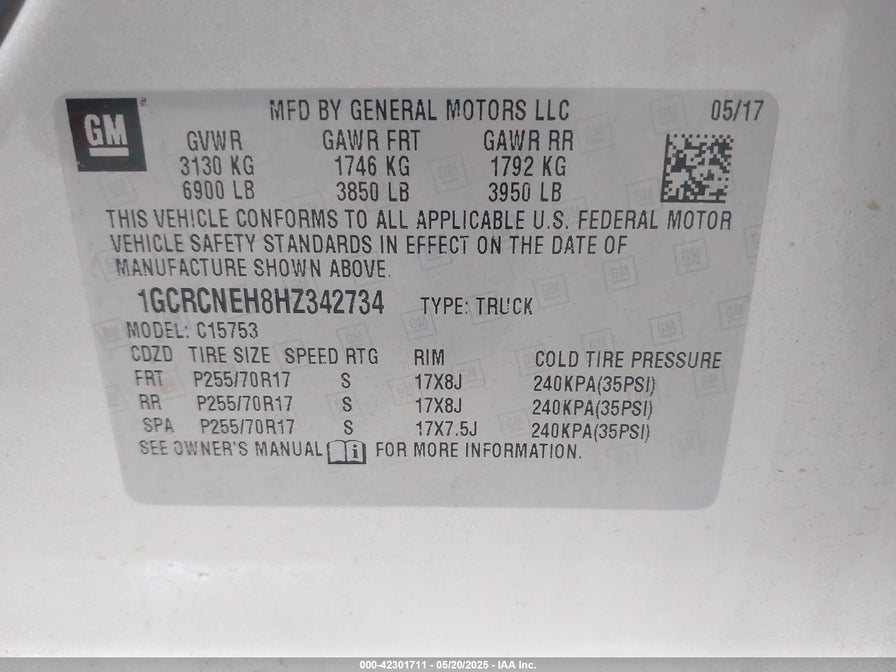 GM
MFD BY GENERAL MOTORS LLC 05/17
GVWR GAWR FRT GAWR RR
3130 KG 1746 KG 1792 KG
6900 LB 3850 LB 3950 LB
THIS VEHICLE CONFORMS TO ALL APPLICABLE U.S. FEDERAL MOTOR
VEHICLE SAFETY STANDARDS IN EFFECT ON THE DATE OF
MANUFACTURE SHOWN ABOVE.
1GCRCNEH8HZ342734 TYPE: TRUCK
MODEL: C15753
CDZD TIRE SIZE SPEED RTG RIM COLD TIRE PRESSURE
FRT P255/70R17 S 17X8J 240KPA(35PSI)
RR P255/70R17 S 17X8J 240KPA(35PSI)
SPA P255/70R17 S 17X7.5J 240KPA(35PSI)
SEE OWNER'S MANUAL FOR MORE INFORMATION.
000-42301711 - 05/20/2025 - IAA Inc.